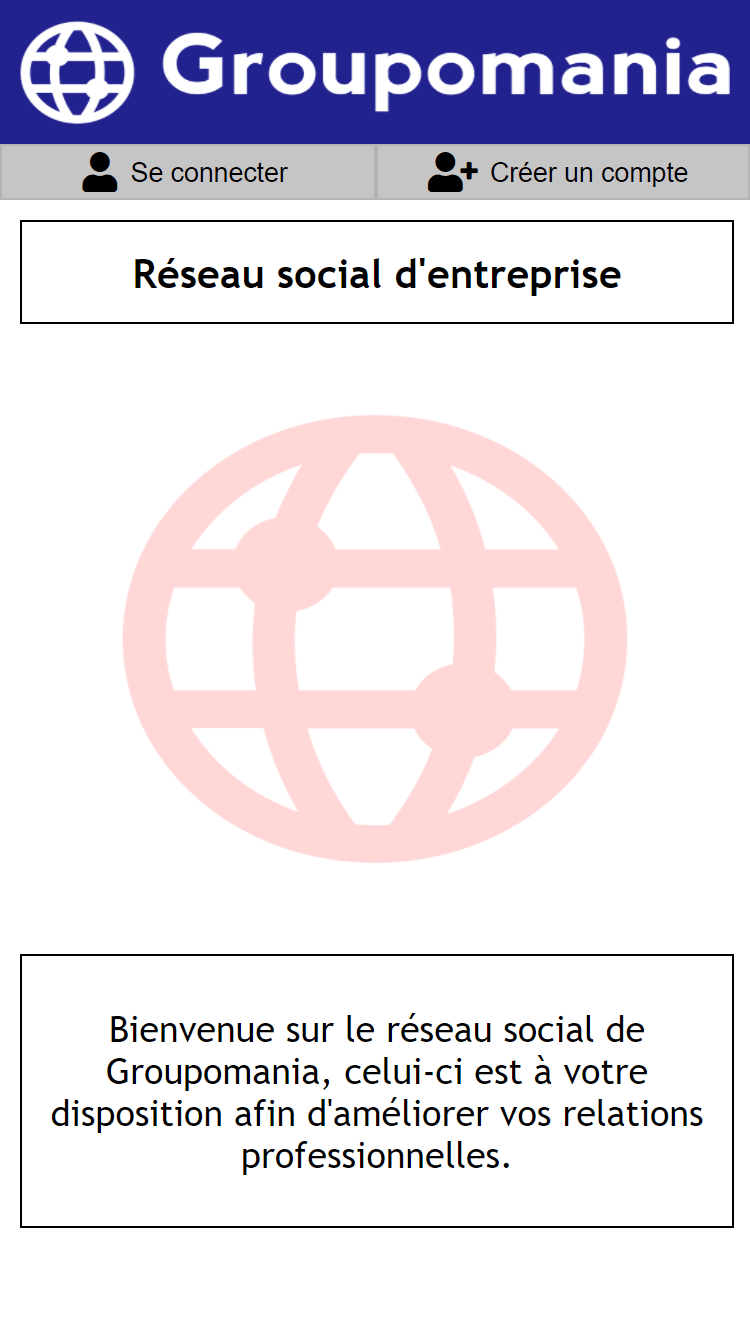 Groupomania
Se connecter
Créer un compte
Réseau social d'entreprise
Bienvenue sur le réseau social de
Groupomania, celui-ci est à votre
disposition afin d'améliorer vos relations
professionnelles.